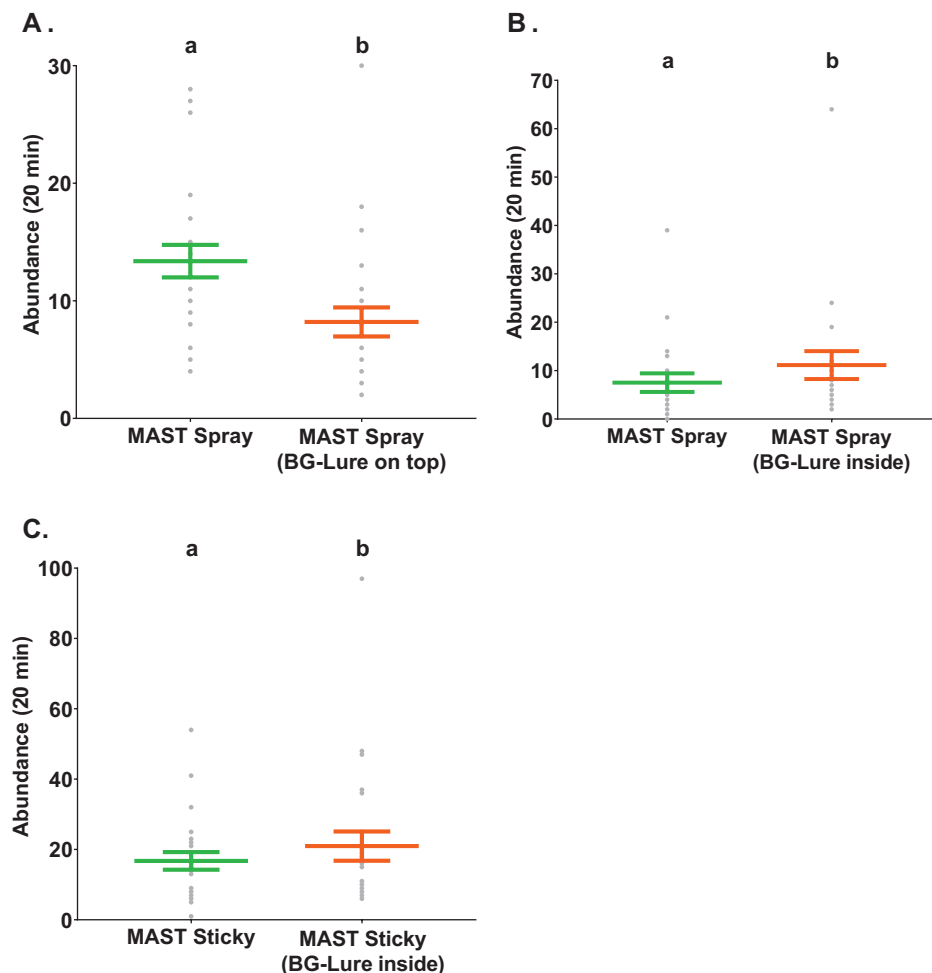 A.
a b
30
20
10
0
Abundance (20 min)
MAST Spray
MAST Spray
(BG-Lure on top)
B.
a b
70
60
50
40
30
20
10
0
Abundance (20 min)
MAST Spray
MAST Spray
(BG-Lure inside)
C.
a b
100
80
60
40
20
0
Abundance (20 min)
MAST Sticky
MAST Sticky
(BG-Lure inside)